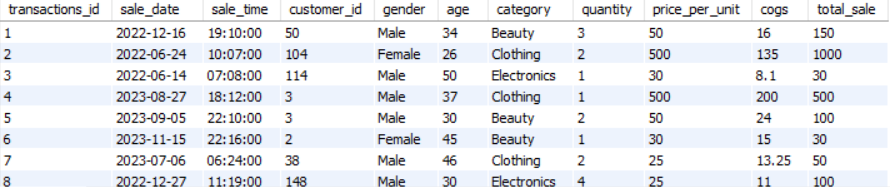 transactions_id sale_date sale_time customer_id gender age category quantity price_per_unit cogs total_sale
1 2022-12-16 19:10:00 50 Male 34 Beauty 3 50 16 150
2 2022-06-24 10:07:00 104 Female 26 Clothing 2 500 135 1000
3 2022-06-14 07:08:00 114 Male 50 Electronics 1 30 8.1 30
4 2023-08-27 18:12:00 3 Male 37 Clothing 1 500 200 500
5 2023-09-05 22:10:00 3 Male 30 Beauty 2 50 24 100
6 2023-11-15 22:16:00 2 Female 45 Beauty 1 30 15 30
7 2023-07-06 06:24:00 38 Male 46 Clothing 2 25 13.25 50
8 2022-12-27 11:19:00 148 Male 30 Electronics 4 25 11 100